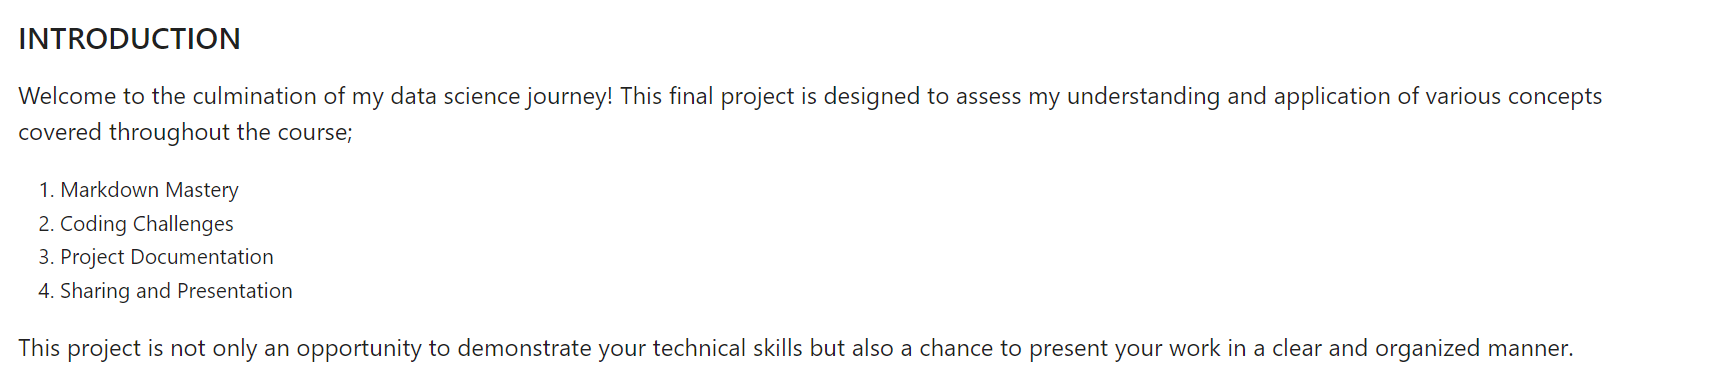 INTRODUCTION
Welcome to the culmination of my data science journey! This final project is designed to assess my understanding and application of various concepts
covered throughout the course;
1. Markdown Mastery
2. Coding Challenges
3. Project Documentation
4. Sharing and Presentation
This project is not only an opportunity to demonstrate your technical skills but also a chance to present your work in a clear and organized manner.